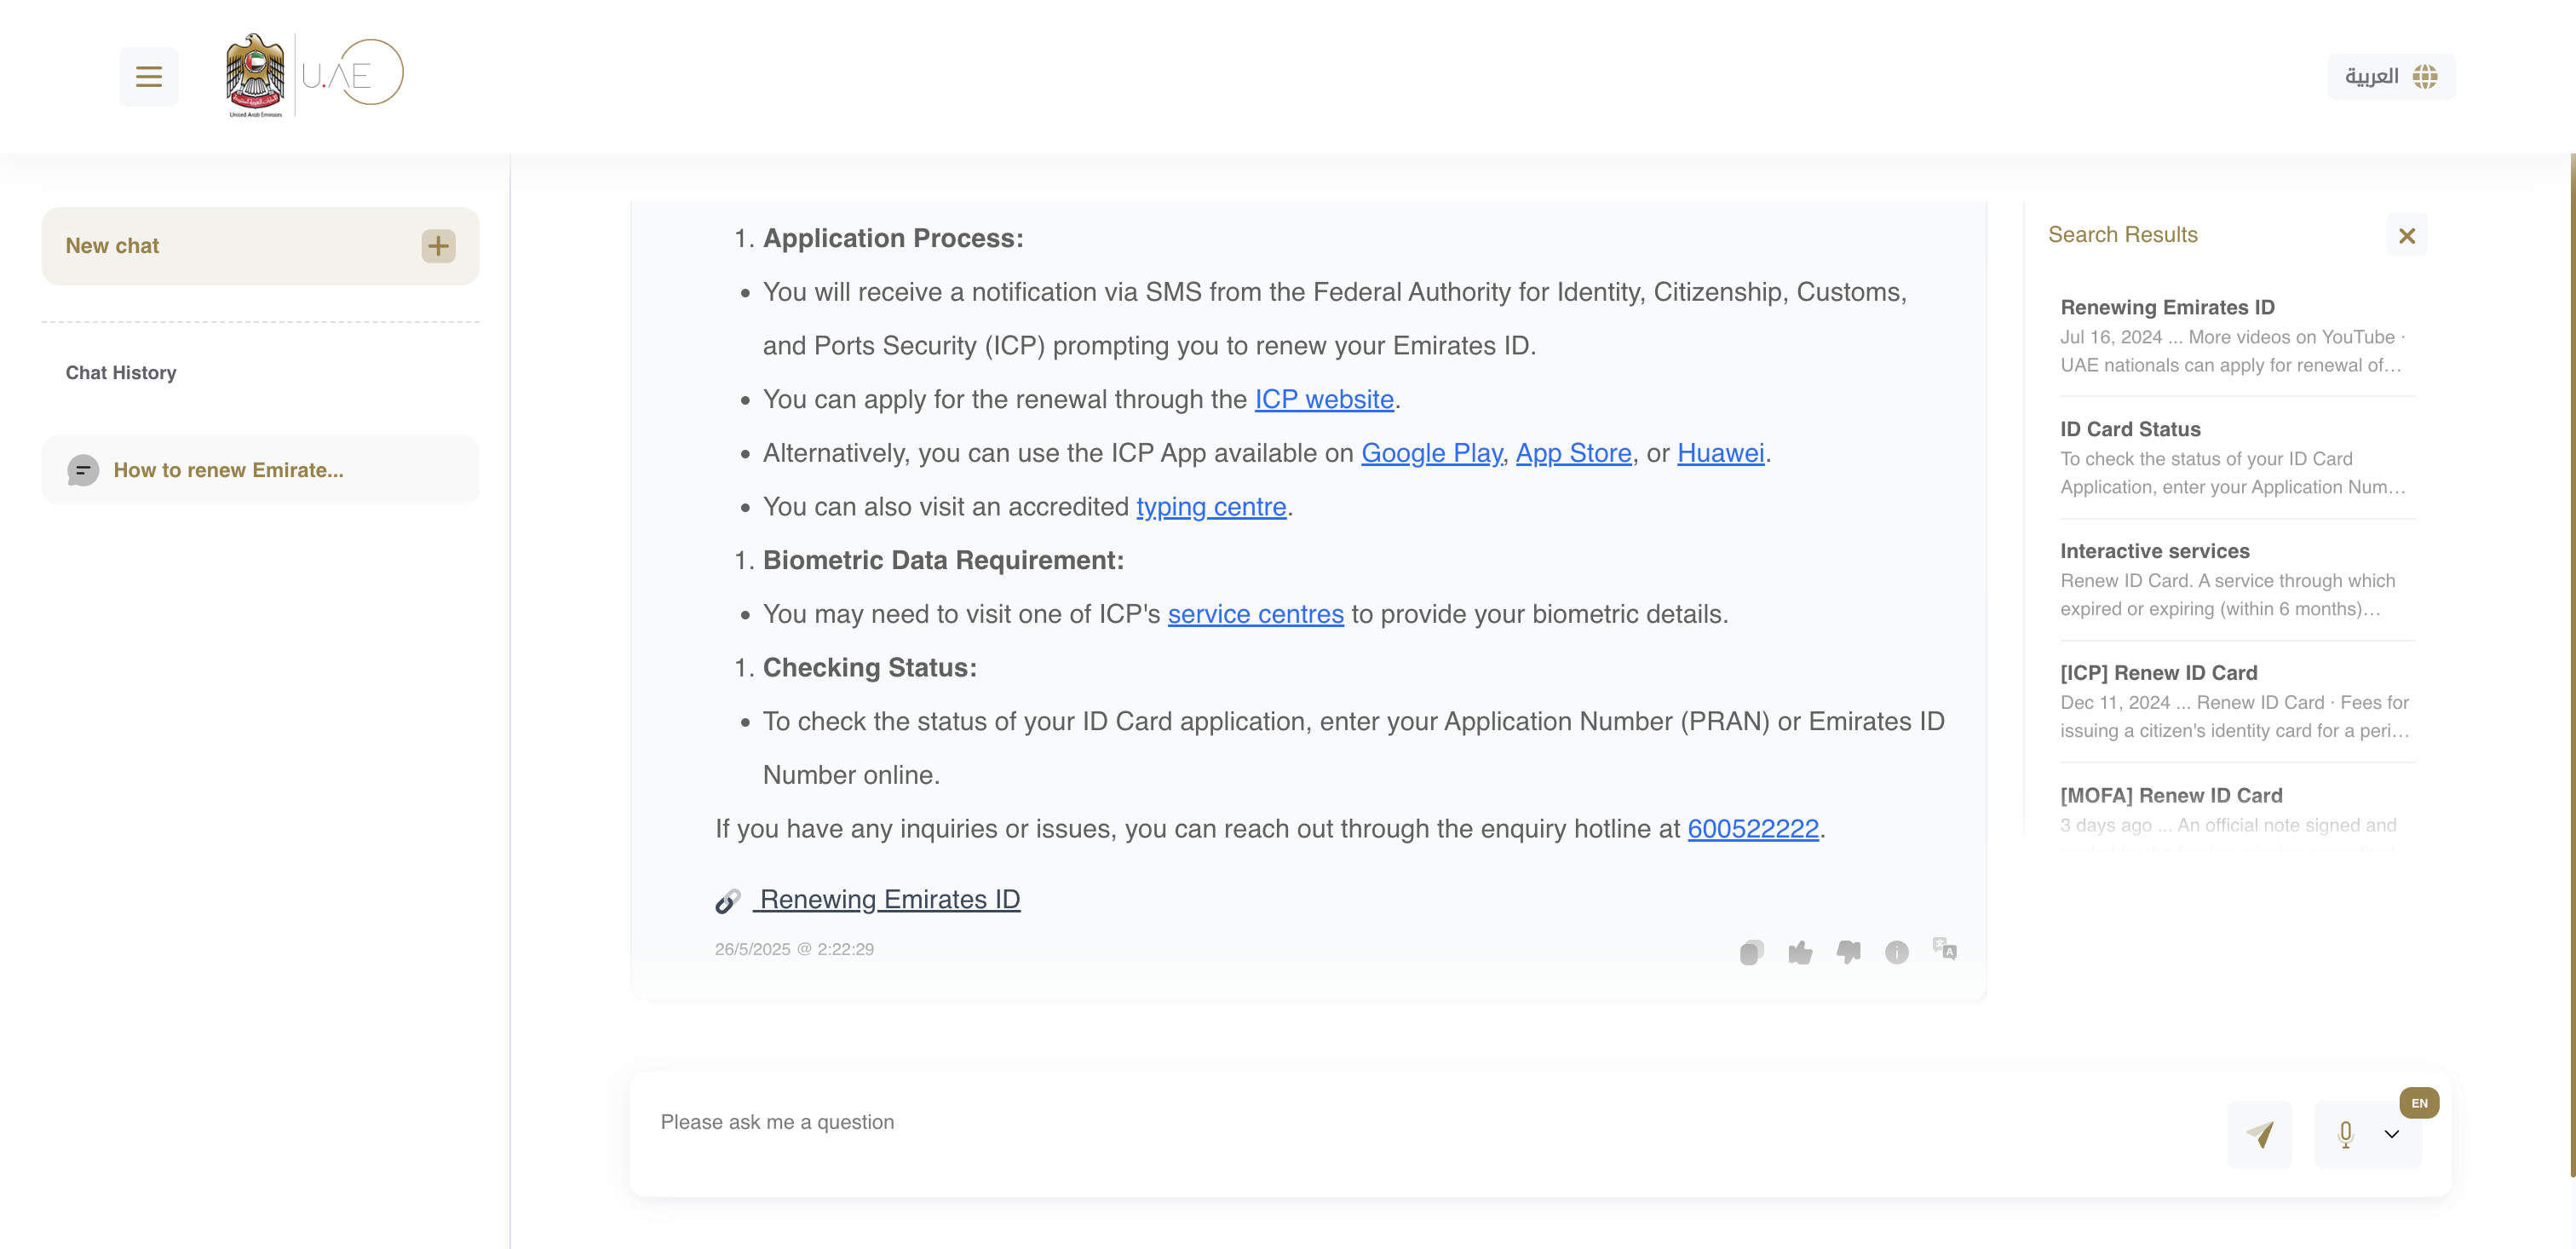 United Arab Emirates
U.AE
العربية
New chat
Chat History
How to renew Emirate...
1. Application Process:
• You will receive a notification via SMS from the Federal Authority for Identity, Citizenship, Customs,
and Ports Security (ICP) prompting you to renew your Emirates ID.
• You can apply for the renewal through the ICP website.
• Alternatively, you can use the ICP App available on Google Play, App Store, or Huawei.
• You can also visit an accredited typing centre.
1. Biometric Data Requirement:
• You may need to visit one of ICP's service centres to provide your biometric details.
1. Checking Status:
• To check the status of your ID Card application, enter your Application Number (PRAN) or Emirates ID
Number online.
If you have any inquiries or issues, you can reach out through the enquiry hotline at 600522222.
Renewing Emirates ID
26/5/2025 @ 2:22:29
Search Results
Renewing Emirates ID
Jul 16, 2024 ... More videos on YouTube ·
UAE nationals can apply for renewal of...
ID Card Status
To check the status of your ID Card
Application, enter your Application Num...
Interactive services
Renew ID Card. A service through which
expired or expiring (within 6 months)...
[ICP] Renew ID Card
Dec 11, 2024 ... Renew ID Card · Fees for
issuing a citizen's identity card for a peri...
[MOFA] Renew ID Card
3 days ago ... An official note signed and
Please ask me a question
EN